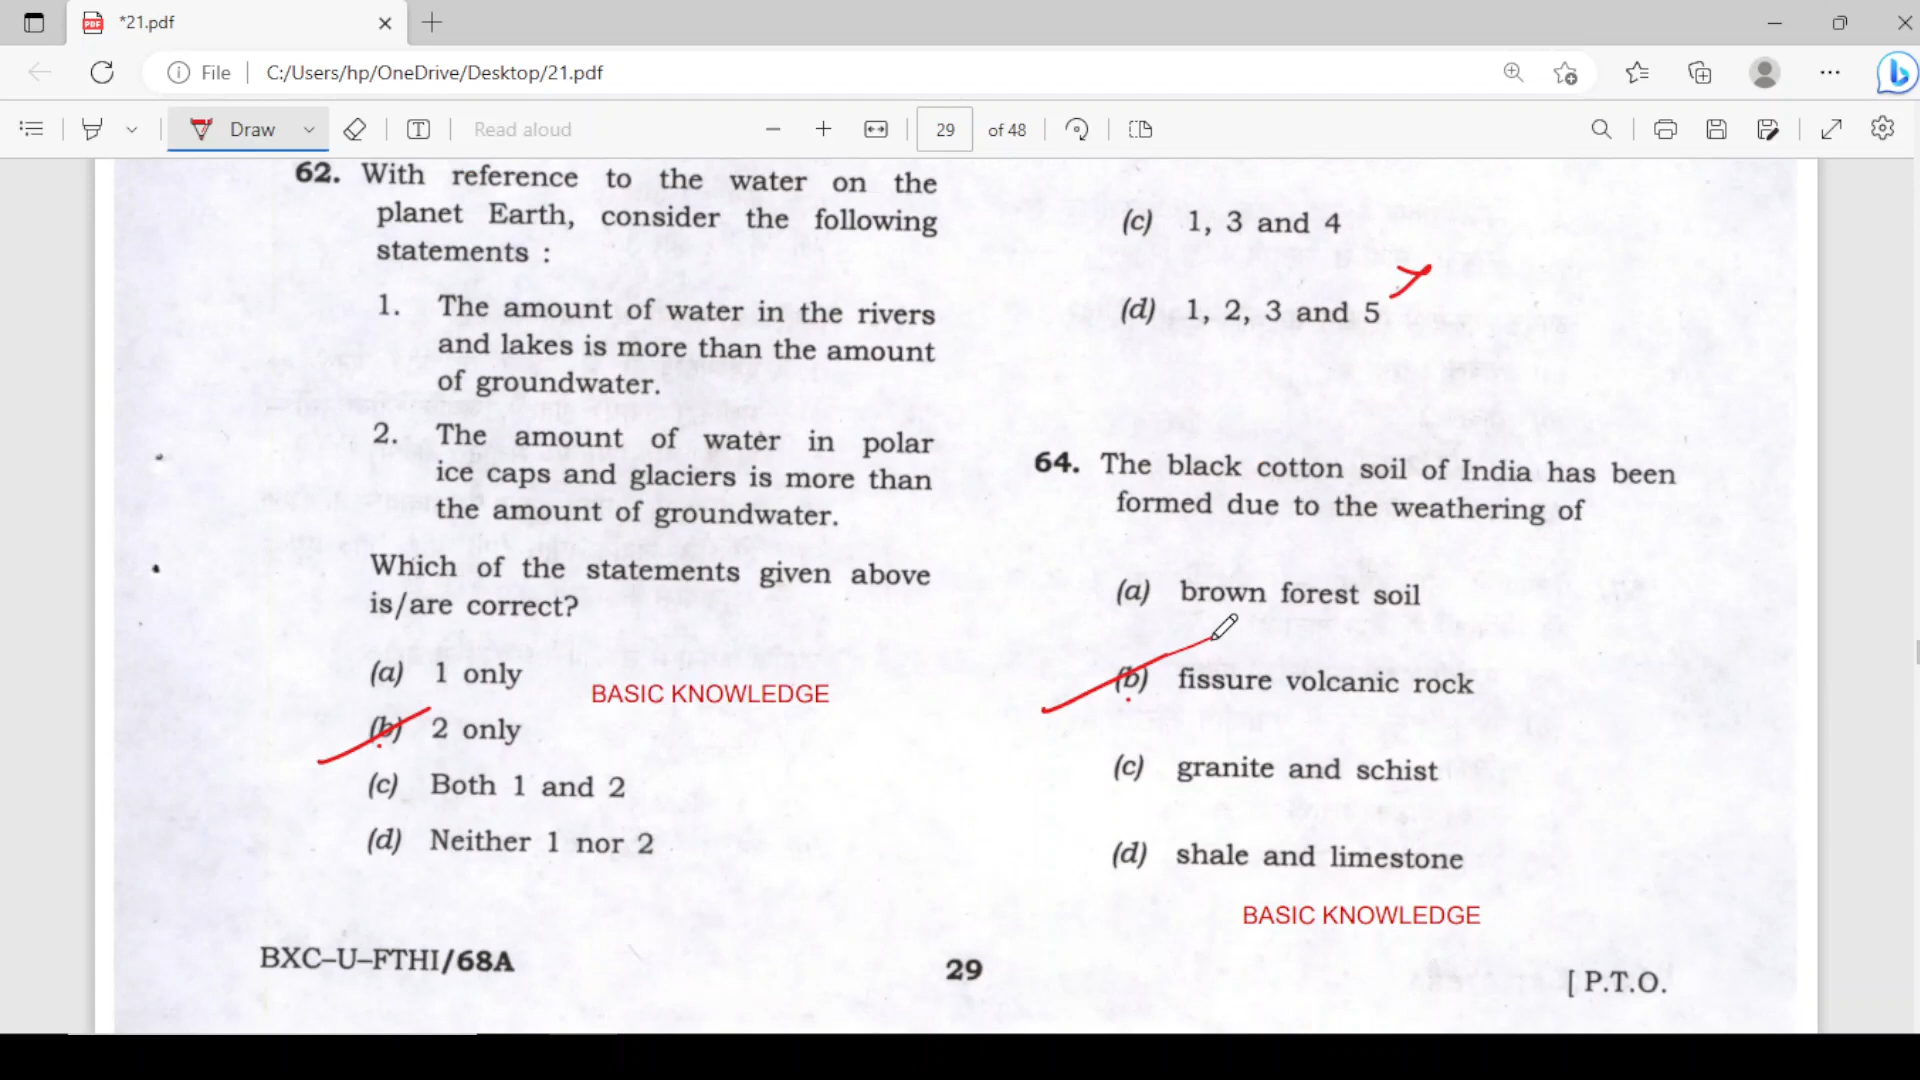 *21.pdf
File
C:/Users/hp/OneDrive/Desktop/21.pdf
Draw
Read aloud
29
of 48
62. With reference to the water on the
planet Earth, consider the following
statements :
1. The amount of water in the rivers
and lakes is more than the amount
of groundwater.
2. The amount of water in polar
ice caps and glaciers is more than
the amount of groundwater.
Which of the statements given above
is/are correct?
(a) 1 only
BASIC KNOWLEDGE
(b) 2 only
(c) Both 1 and 2
(d) Neither 1 nor 2
(c) 1, 3 and 4
(d) 1, 2, 3 and 5
64. The black cotton soil of India has been
formed due to the weathering of
(a) brown forest soil
(b) fissure volcanic rock
(c) granite and schist
(d) shale and limestone
BASIC KNOWLEDGE
BXC–U–FTHI/68A
29
[ P.T.O.